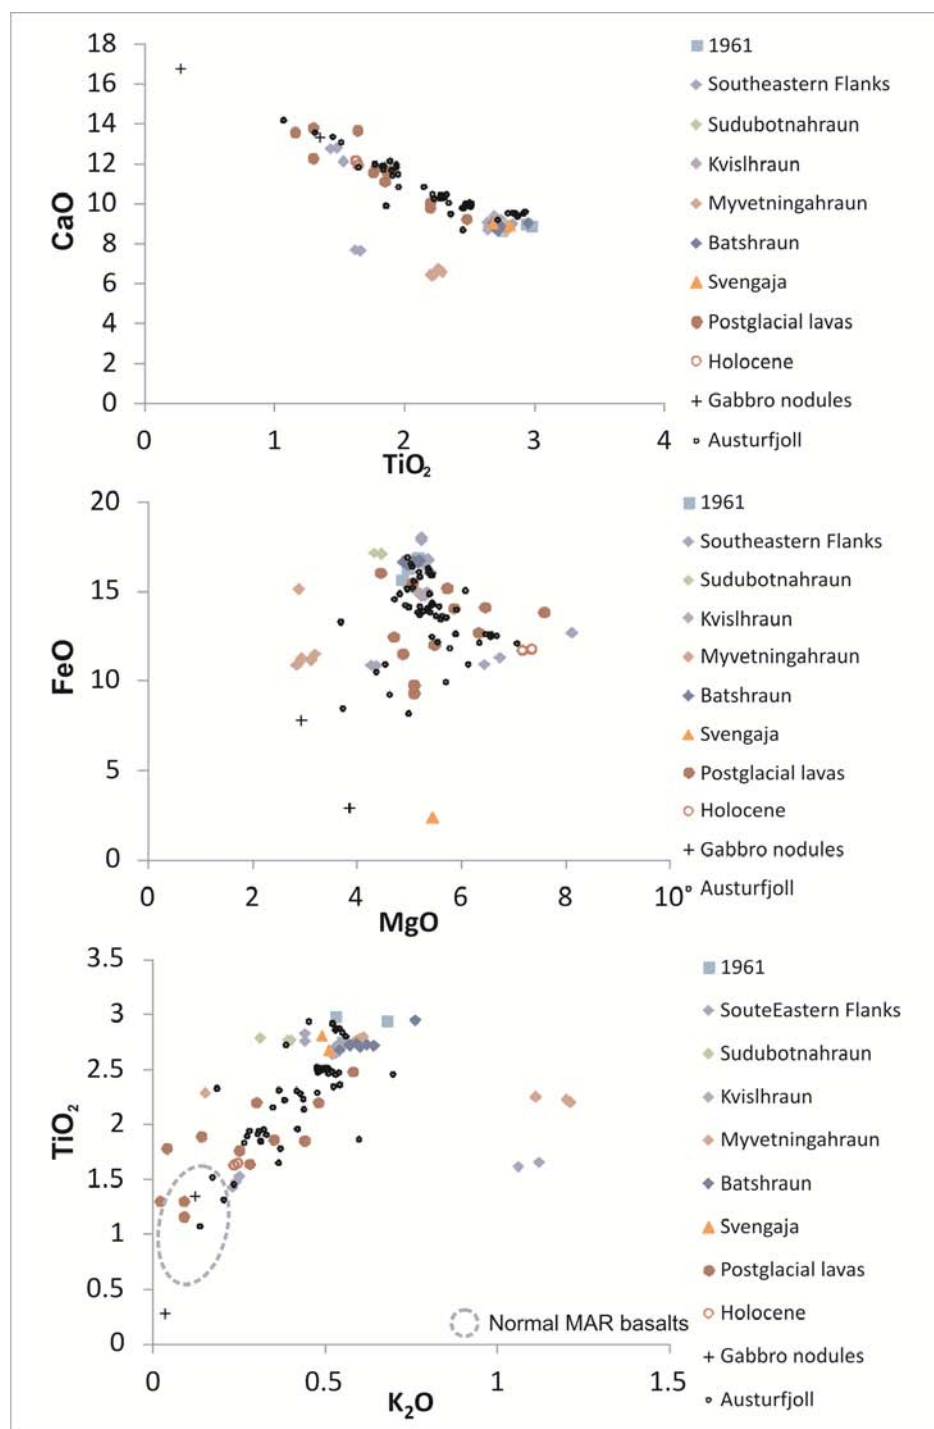 18
16
14
12
10
8
6
4
2
0
CaO
0 1 2 3 4
TiO2
1961
Southeastern Flanks
Sudubotnahraun
Kvislhraun
Myvetningahraun
Batshraun
Svengaja
Postglacial lavas
Holocene
Gabbro nodules
Austurfjoll
20
15
10
5
0
FeO
0 2 4 6 8 10
MgO
1961
Southeastern Flanks
Sudubotnahraun
Kvislhraun
Myvetningahraun
Batshraun
Svengaja
Postglacial lavas
Holocene
Gabbro nodules
Austurfjoll
3.5
3
2.5
2
1.5
1
0.5
0
TiO2
0 0.5 1 1.5
K2O
Normal MAR basalts
1961
SouteEastern Flanks
Sudubotnahraun
Kvislhraun
Myvetningahraun
Batshraun
Svengaja
Postglacial lavas
Holocene
Gabbro nodules
Austurfjoll